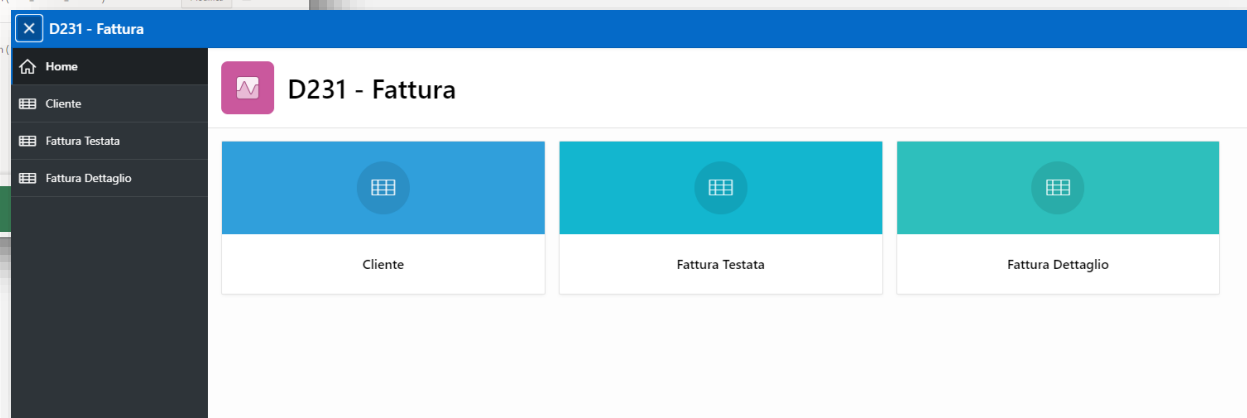 D231 - Fattura
Home
Cliente
Fattura Testata
Fattura Dettaglio
D231 - Fattura
Cliente
Fattura Testata
Fattura Dettaglio